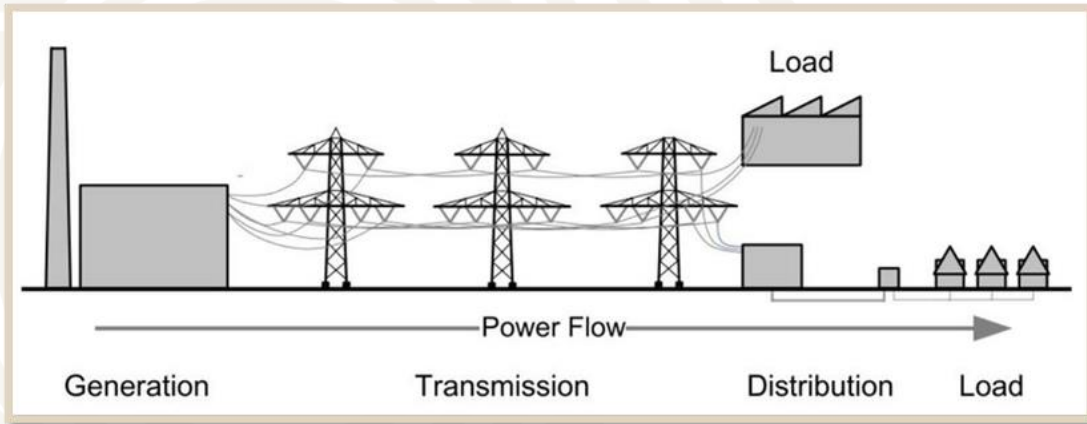 Load
Power Flow
Generation
Transmission
Distribution
Load